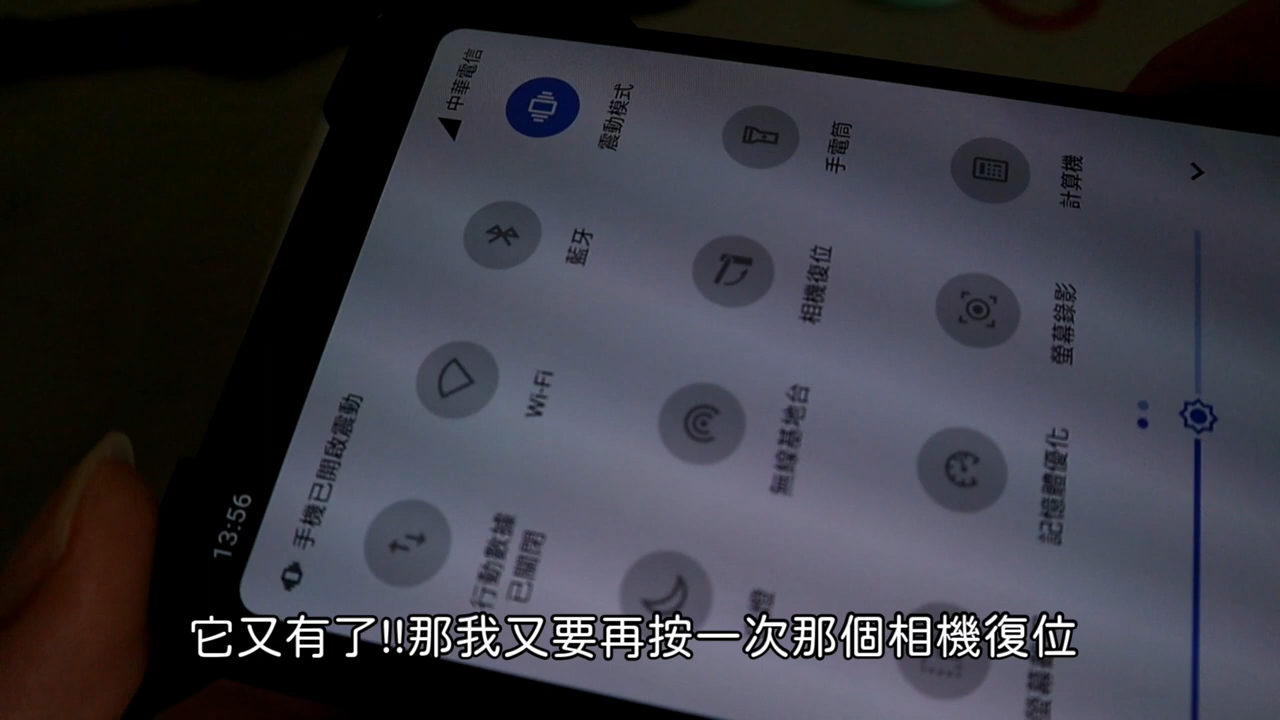 13:56
中華電信
手機已開啟震動
行動數據
已關閉
Wi-Fi
藍牙
震動模式
無線基地台
相機復位
手電筒
記憶體優化
螢幕錄影
計算機
它又有了!!那我又要再按一次那個相機復位